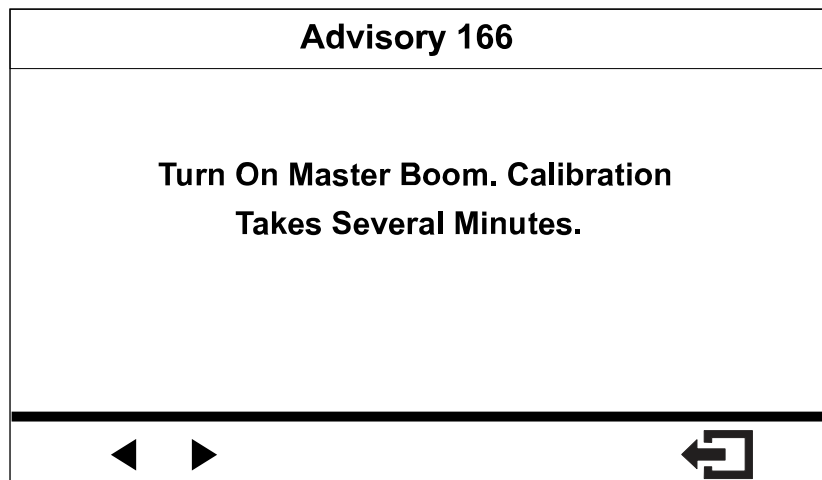 Advisory 166
Turn On Master Boom. Calibration
Takes Several Minutes.